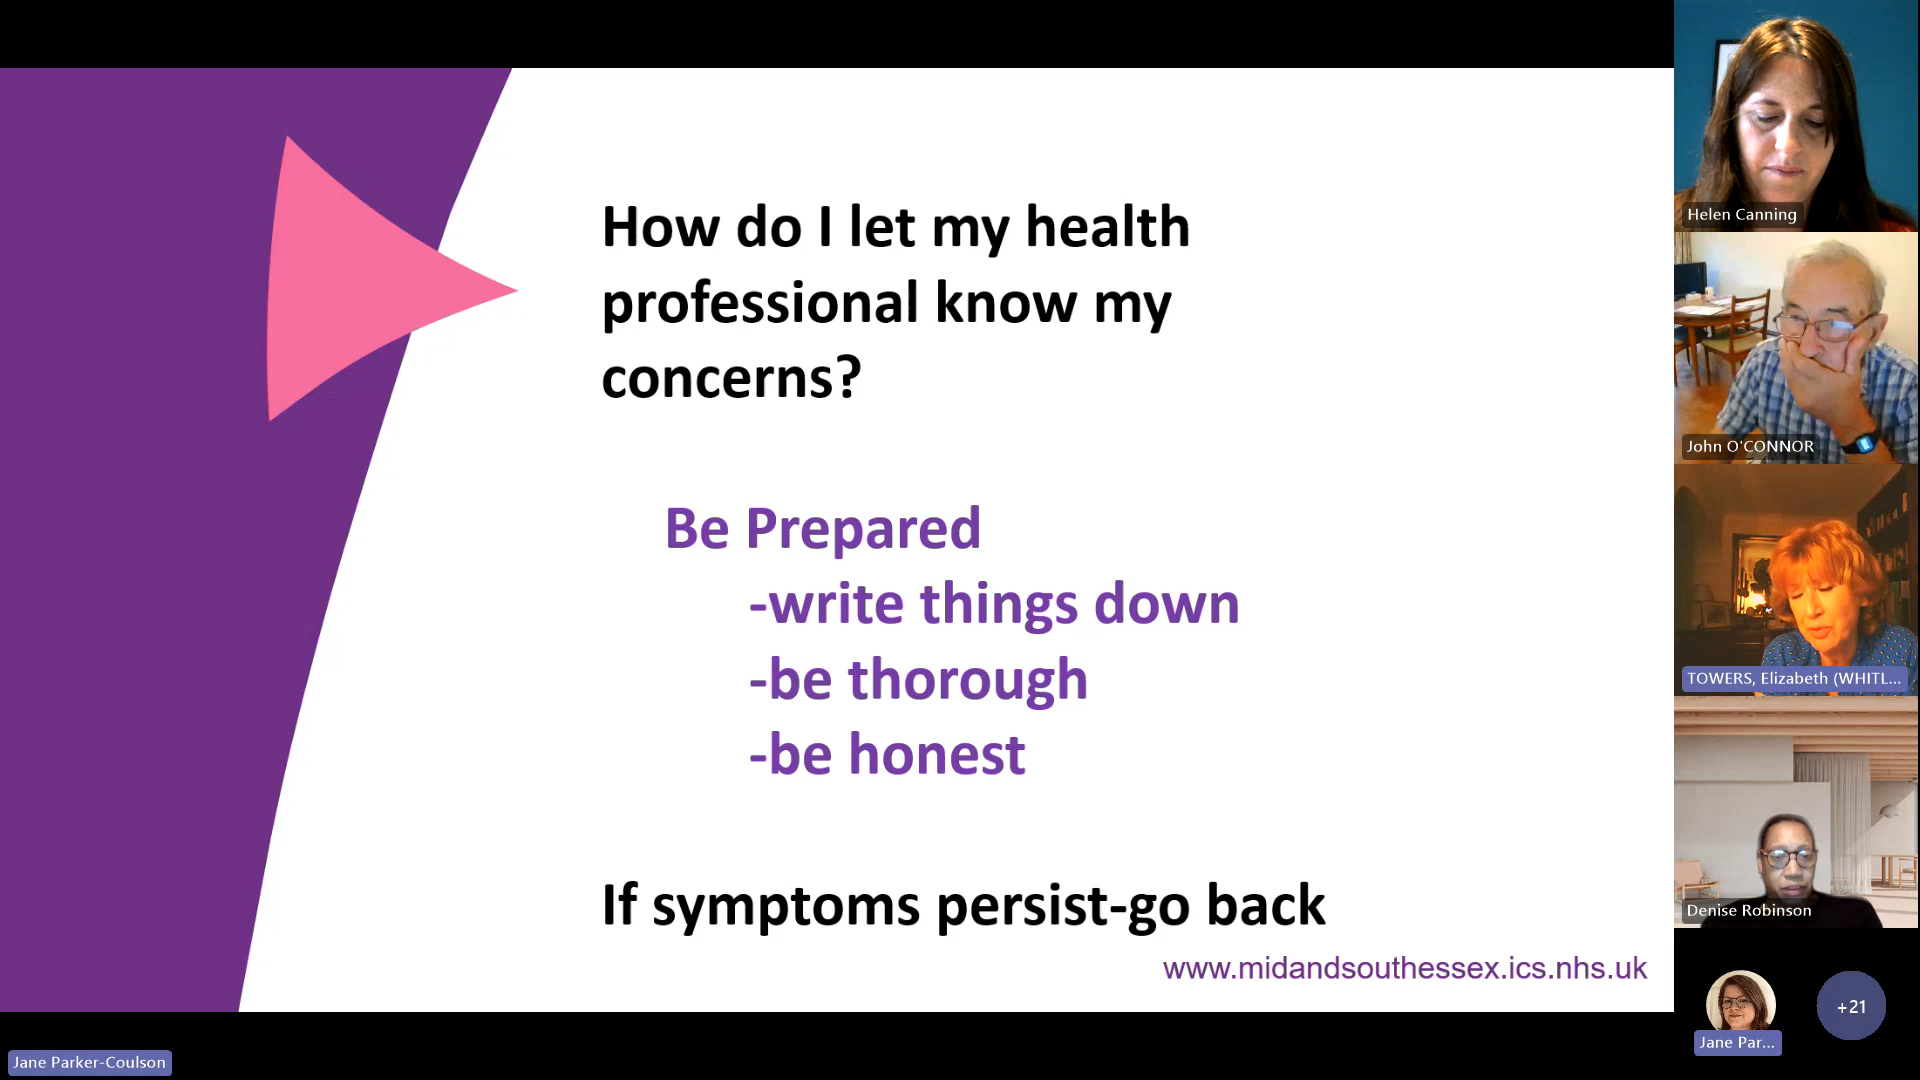 How do I let my health
professional know my
concerns?
Be Prepared
-write things down
-be thorough
-be honest
If symptoms persist-go back
www.midandsouthessex.ics.nhs.uk
Helen Canning
John O'CONNOR
TOWERS, Elizabeth (WHITL...
Denise Robinson
Jane Par...
+21
Jane Parker-Coulson